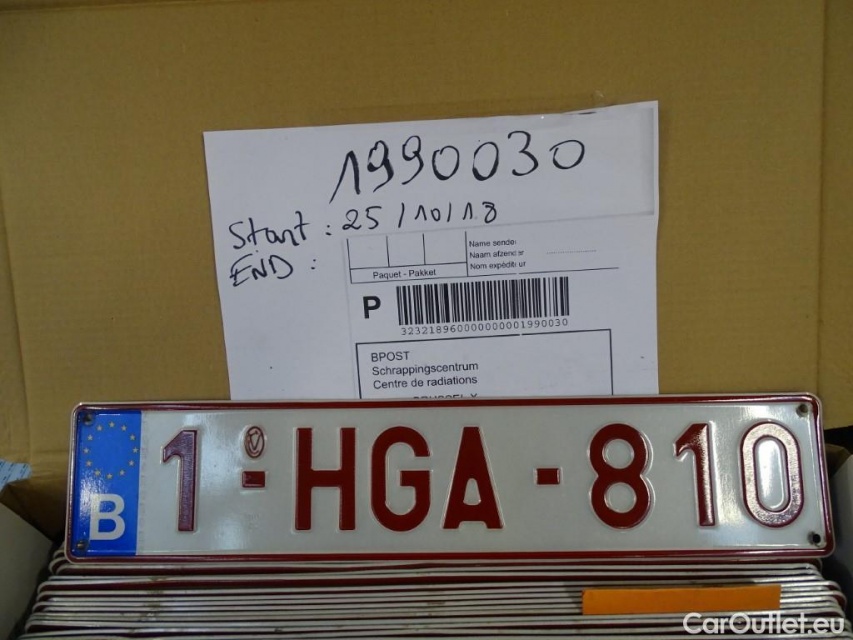 1990030
Start: 25/10/18
END :
Name sender
Naam afzender
Nom expéditeur
Paquet - Pakket
P
323218960000000001990030
BPOST
Schrappingscentrum
Centre de radiations
B
1-HGA-810
CarOutlet.eu